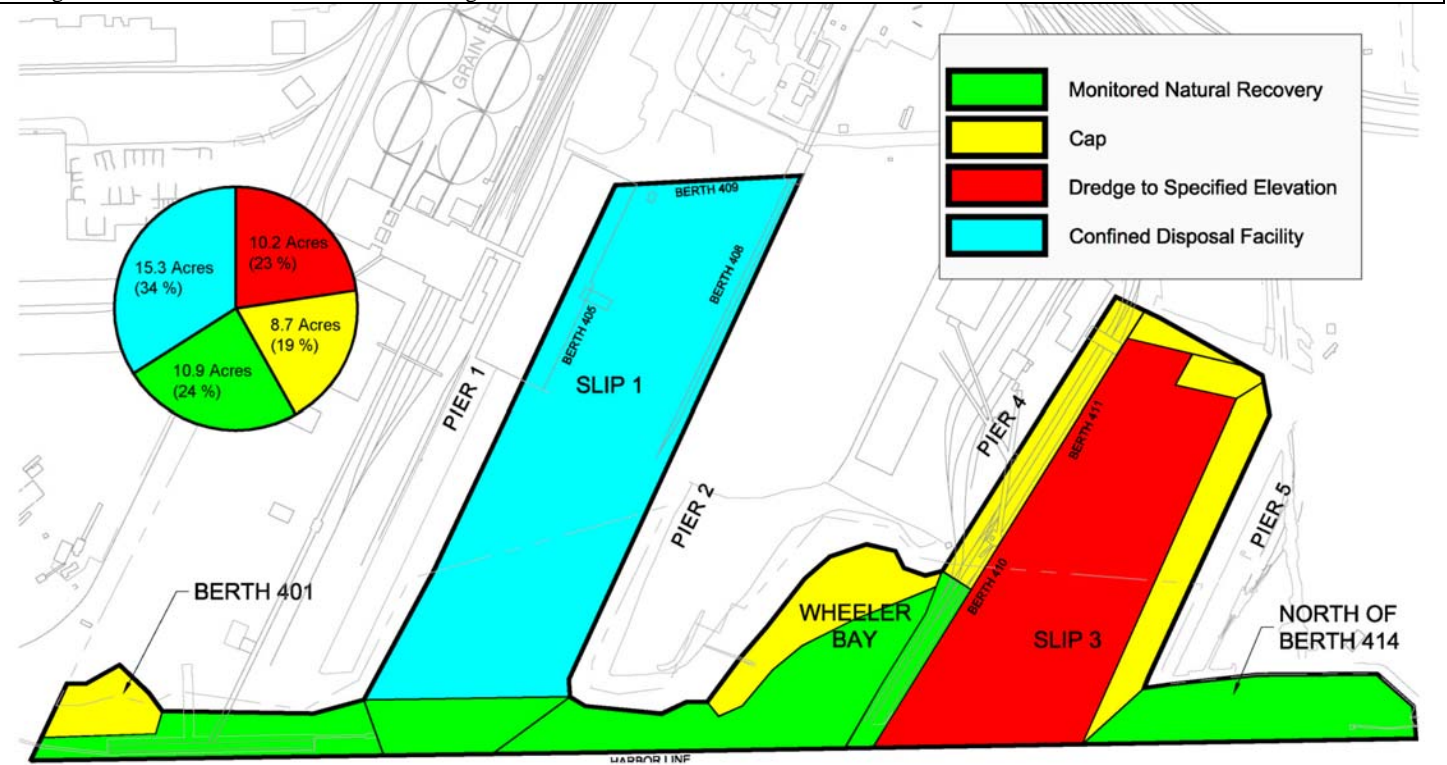 GRAIN
Monitored Natural Recovery
Cap
Dredge to Specified Elevation
Confined Disposal Facility
15.3 Acres
(34 %)
10.2 Acres
(23 %)
8.7 Acres
(19 %)
10.9 Acres
(24 %)
BERTH 409
BERTH 408
BERTH 405
SLIP 1
PIER 1
PIER 2
PIER 4
BERTH 411
BERTH 410
PIER 5
BERTH 401
WHEELER
BAY
SLIP 3
NORTH OF
BERTH 414
HARBOR LINE